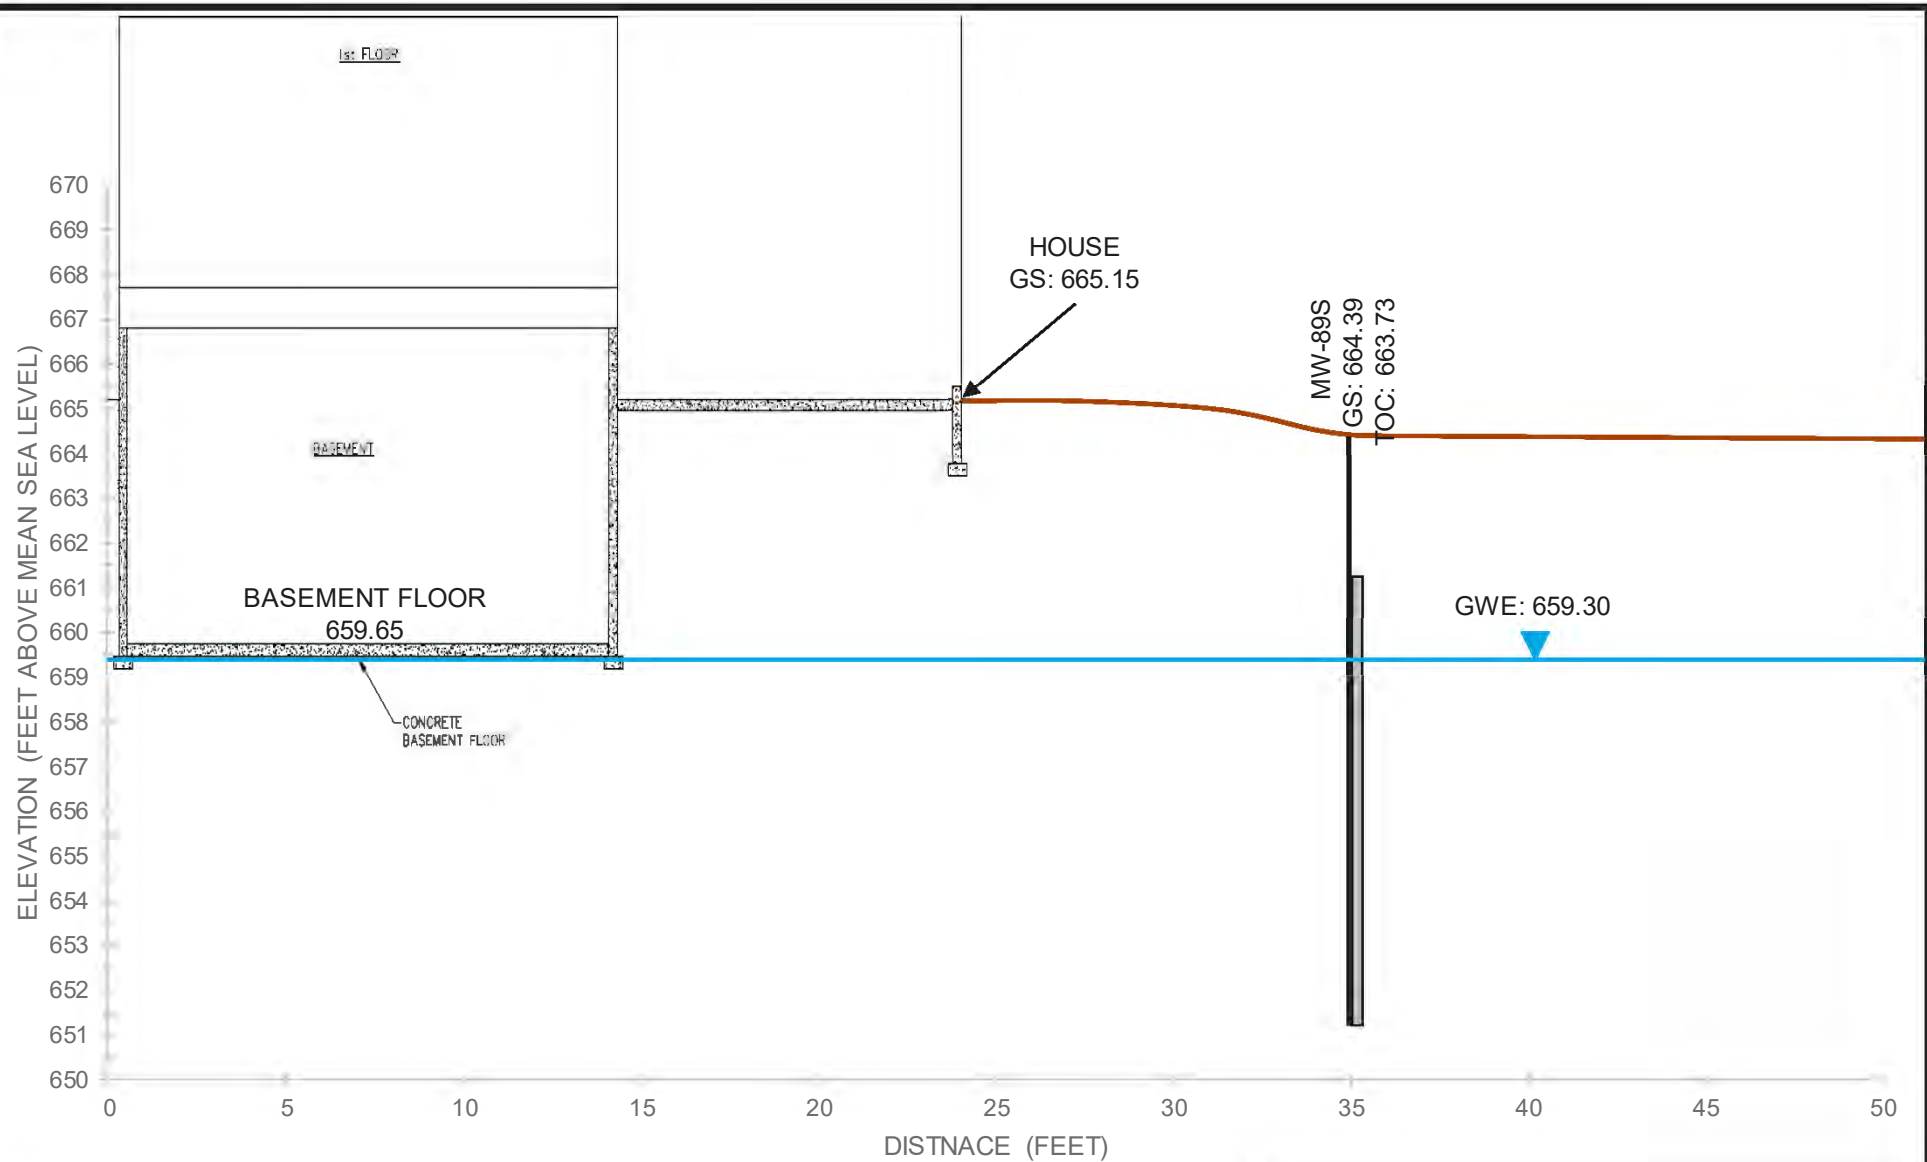 1st FLOOR
670
669
668
667
666
665
664
663
662
661
660
659
658
657
656
655
654
653
652
651
650
ELEVATION (FEET ABOVE MEAN SEA LEVEL)
HOUSE
GS: 665.15
MW-89S
GS: 664.39
TOC: 663.73
BASEMENT
BASEMENT FLOOR
659.65
GWE: 659.30
CONCRETE
BASEMENT FLOOR
0 5 10 15 20 25 30 35 40 45 50
DISTNACE (FEET)